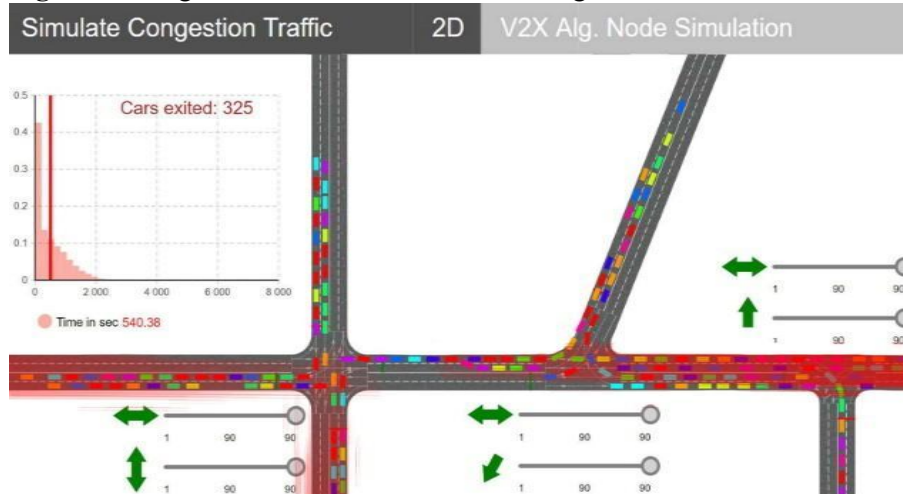 Simulate Congestion Traffic 2D V2X Alg. Node Simulation
Cars exited: 325
0.5
0.4
0.3
0.2
0.1
0
0 2 000 4 000 6 000 8 000
Time in sec 540.38
1 90 90
90 90
1 90 90
1 90 90
1 90 90
1 90 90